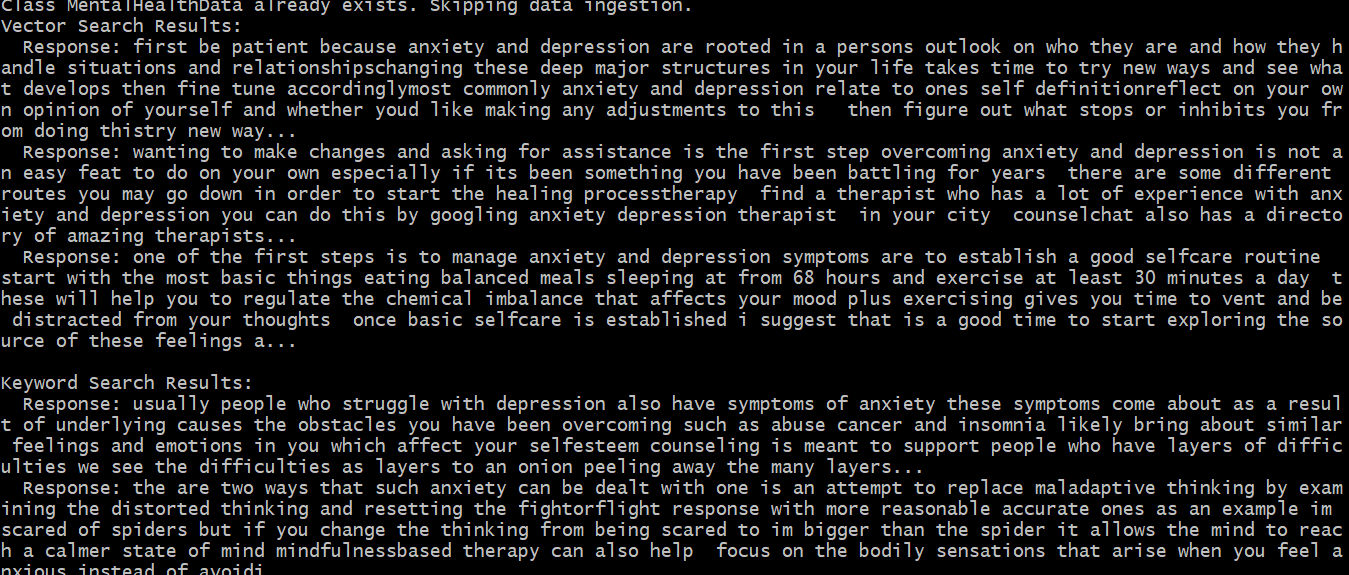 Class MentalHealthData already exists. Skipping data ingestion.
Vector Search Results:
  Response: first be patient because anxiety and depression are rooted in a persons outlook on who they are and how they h
andle situations and relationshipschanging these deep major structures in your life takes time to try new ways and see wha
t develops then fine tune accordinglymost commonly anxiety and depression relate to ones self definitionreflect on your ow
n opinion of yourself and whether youd like making any adjustments to this   then figure out what stops or inhibits you fr
om doing thistry new way...
  Response: wanting to make changes and asking for assistance is the first step overcoming anxiety and depression is not a
n easy feat to do on your own especially if its been something you have been battling for years  there are some different
routes you may go down in order to start the healing processtherapy  find a therapist who has a lot of experience with anx
iety and depression you can do this by googling anxiety depression therapist  in your city  counselchat also has a directo
ry of amazing therapists...
  Response: one of the first steps is to manage anxiety and depression symptoms are to establish a good selfcare routine
start with the most basic things eating balanced meals sleeping at from 68 hours and exercise at least 30 minutes a day  t
hese will help you to regulate the chemical imbalance that affects your mood plus exercising gives you time to vent and be
 distracted from your thoughts  once basic selfcare is established i suggest that is a good time to start exploring the so
urce of these feelings a...

Keyword Search Results:
  Response: usually people who struggle with depression also have symptoms of anxiety these symptoms come about as a resul
t of underlying causes the obstacles you have been overcoming such as abuse cancer and insomnia likely bring about similar
 feelings and emotions in you which affect your selfesteem counseling is meant to support people who have layers of diffic
ulties we see the difficulties as layers to an onion peeling away the many layers...
  Response: the are two ways that such anxiety can be dealt with one is an attempt to replace maladaptive thinking by exam
ining the distorted thinking and resetting the fightorflight response with more reasonable accurate ones as an example im
scared of spiders but if you change the thinking from being scared to im bigger than the spider it allows the mind to reac
h a calmer state of mind mindfulnessbased therapy can also help  focus on the bodily sensations that arise when you feel a
nxious instead of avoidi